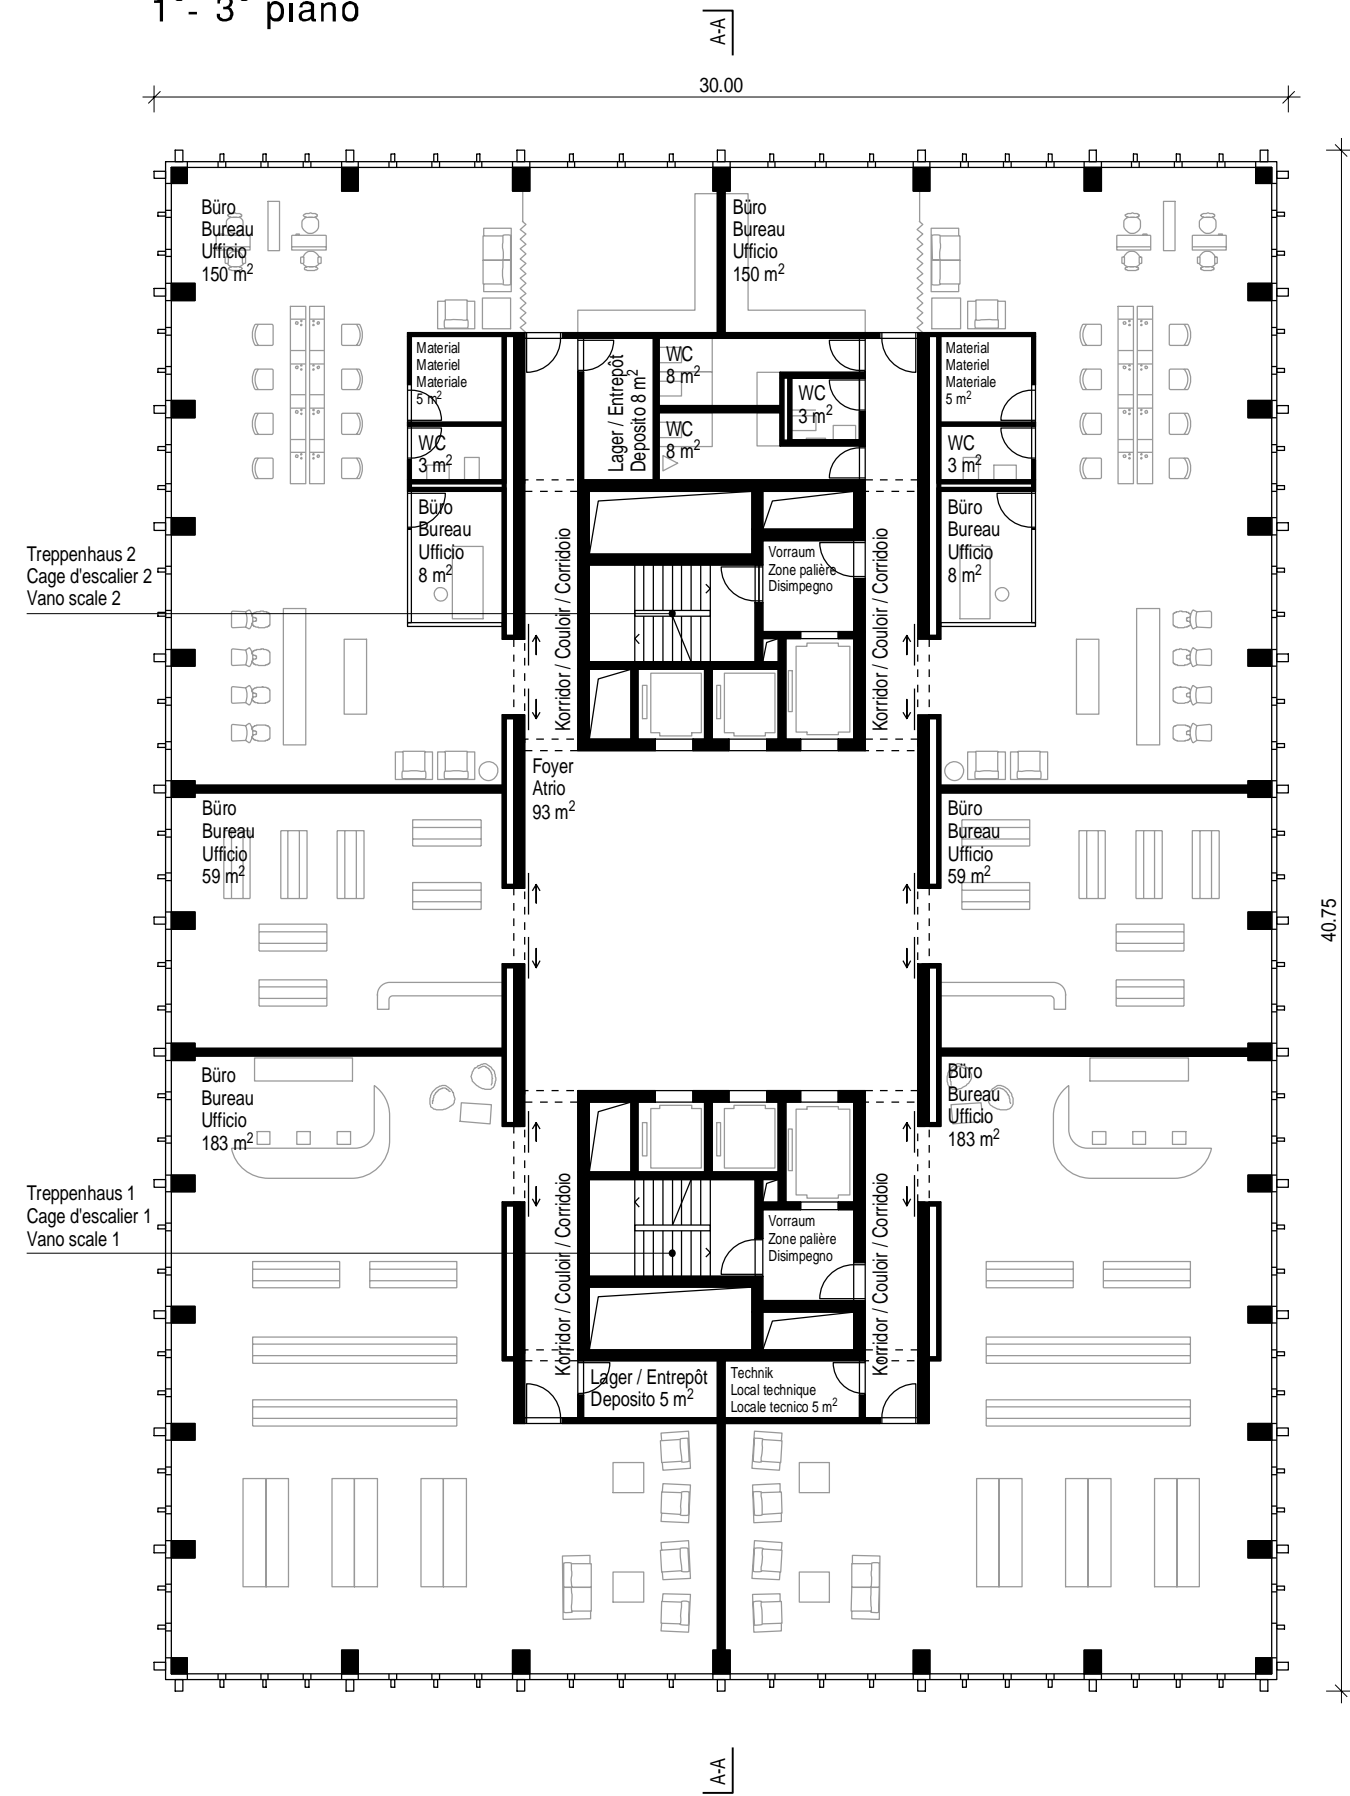 1°- 3° piano
A-A
30.00
Büro
Bureau
Ufficio
150 m²
Büro
Bureau
Ufficio
150 m²
Material
Materiel
Materiale
5 m²
Lager / Entrepôt
Deposito 8 m²
WC
8 m²
WC
3 m²
WC
8 m²
Material
Materiel
Materiale
5 m²
WC
3 m²
WC
3 m²
Büro
Bureau
Ufficio
8 m²
Büro
Bureau
Ufficio
8 m²
Treppenhaus 2
Cage d'escalier 2
Vano scale 2
Korridor / Couloir / Corridoio
Vorraum
Zone palière
Disimpegno
Korridor / Couloir / Corridoio
Foyer
Atrio
93 m²
Büro
Bureau
Ufficio
59 m²
Büro
Bureau
Ufficio
59 m²
40.75
Büro
Bureau
Ufficio
183 m²
Büro
Bureau
Ufficio
183 m²
Treppenhaus 1
Cage d'escalier 1
Vano scale 1
Korridor / Couloir / Corridoio
Vorraum
Zone palière
Disimpegno
Korridor / Couloir / Corridoio
Lager / Entrepôt
Deposito 5 m²
Technik
Local technique
Locale tecnico 5 m²
A-A